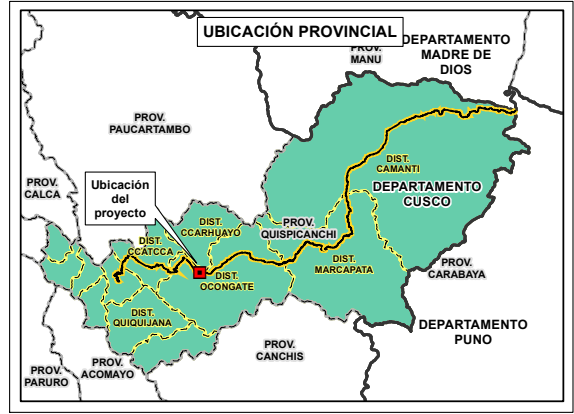 UBICACIÓN PROVINCIAL
DEPARTAMENTO
MADRE DE
DIOS
PROV.
MANU
PROV.
PAUCARTAMBO
DIST.
CAMANTI
PROV.
CALCA
Ubicación
del
proyecto
DEPARTAMENTO
CUSCO
DIST.
CCARHUAYO
PROV.
QUISPICANCHI
DIST.
CCATCCA
DIST.
MARCAPATA
PROV.
CARABAYA
DIST.
OCONGATE
DIST.
QUIQUIJANA
DEPARTAMENTO
PUNO
PROV.
CANCHIS
PROV.
ACOMAYO
PROV.
PARURO